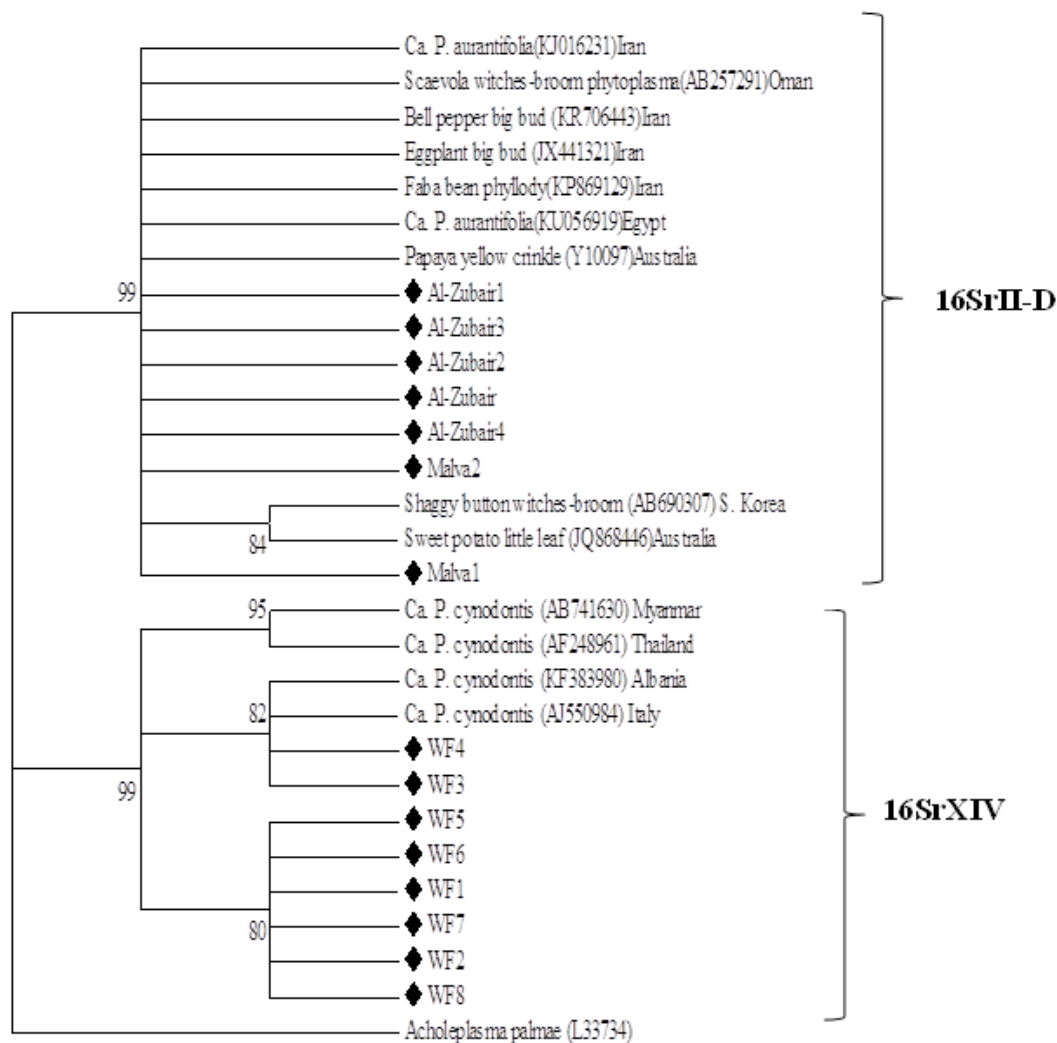 Ca. P. aurantifolia(KJ016231)Iran
Scaevola witches-broom phytoplasma(AB257291)Oman
Bell pepper big bud (KR706443)Iran
Eggplant big bud (JX441321)Iran
Faba bean phyllody(KP869129)Iran
Ca. P. aurantifolia(KU056919)Egypt
Papaya yellow crinkle (Y10097)Australia
99
Al-Zubair1
16SrII-D
Al-Zubair3
Al-Zubair2
Al-Zubair
Al-Zubair4
Malva2
Shaggy button witches-broom (AB690307) S. Korea
84
Sweet potato little leaf (JQ868446)Australia
Malva1
95
Ca. P. cynodontis (AB741630) Myanmar
Ca. P. cynodontis (AF248961) Thailand
Ca. P. cynodontis (KF383980) Albania
82
Ca. P. cynodontis (AJ550984) Italy
WF4
99
WF3
16SrXIV
WF5
WF6
WF1
WF7
80
WF2
WF8
Acholeplasma palmae (L33734)